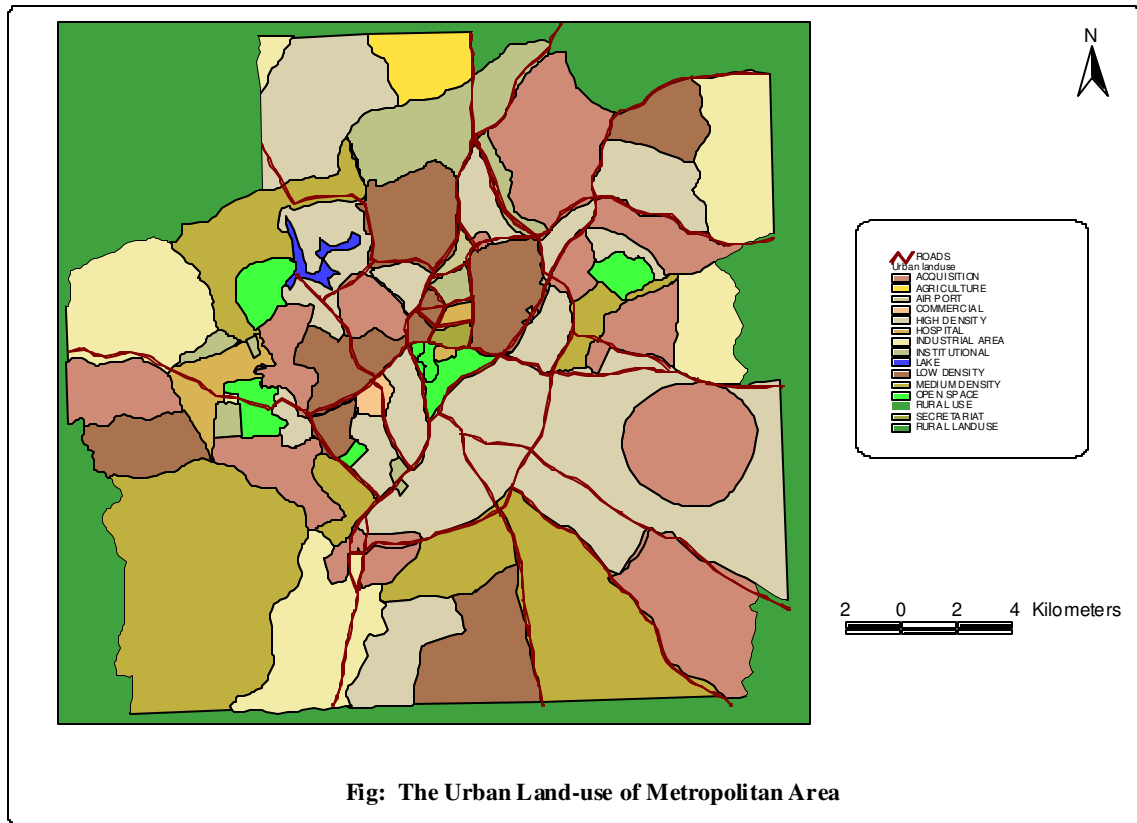 N
ROADS
Urban landuse
ACQUISITION
AGRICULTURE
AIR PORT
COMMERCIAL
HIGH DENSITY
HOSPITAL
INDUSTRIAL AREA
INSTITUTIONAL
LAKE
LOW DENSITY
MEDIUM DENSITY
OPEN SPACE
RURAL USE
SECRETARIAT
RURAL LANDUSE
2 0 2 4 Kilometers
Fig: The Urban Land-use of Metropolitan Area